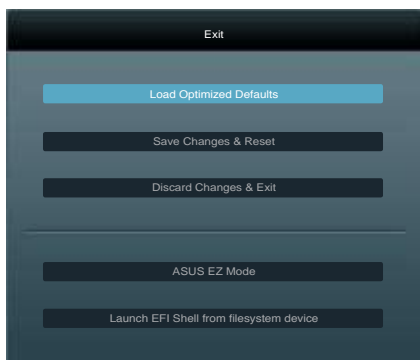 Exit
Load Optimized Defaults
Save Changes & Reset
Discard Changes & Exit
ASUS EZ Mode
Launch EFI Shell from filesystem device